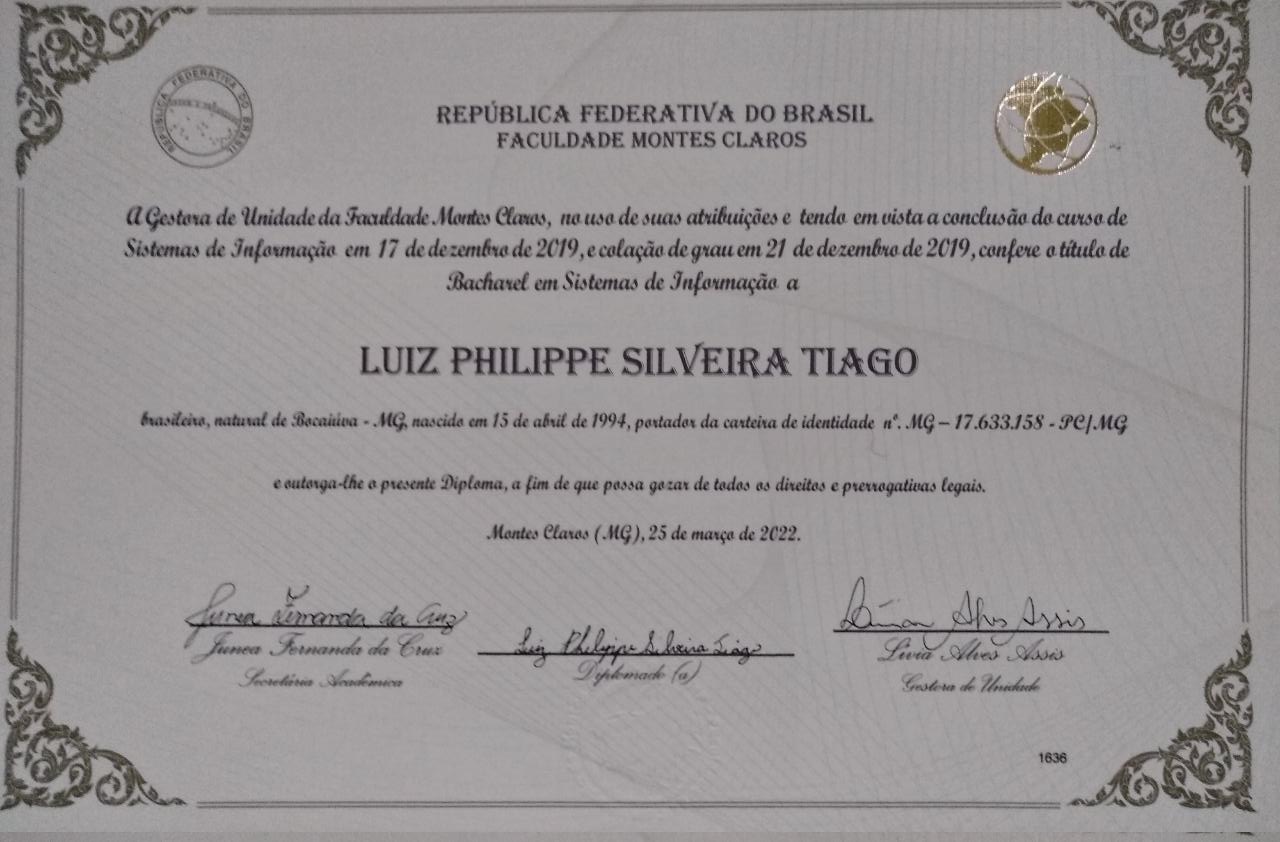 REPÚBLICA FEDERATIVA DO BRASIL
REPÚBLICA FEDERATIVA DO BRASIL
FACULDADE MONTES CLAROS
A Gestora de Unidade da Faculdade Montes Claros, no uso de suas atribuições e tendo em vista a conclusão do curso de
Sistemas de Informação em 17 de dezembro de 2019, e colação de grau em 21 de dezembro de 2019, confere o título de
Bacharel em Sistemas de Informação a
LUIZ PHILIPPE SILVEIRA TIAGO
brasileiro, natural de Bocaiúva - MG, nascido em 15 de abril de 1994, portador da carteira de identidade nº. MG – 17.633.158 - PC/MG
e outorga-lhe o presente Diploma, a fim de que possa gozar de todos os direitos e prerrogativas legais.
Montes Claros (MG), 25 de março de 2022.
Junea Fernanda da Cruz
Luiz Philippe Silveira Tiago
Junea Fernanda da Cruz
Secretária Acadêmica
Diplomado (a)
Lívia Alves Assis
Gestora de Unidade
1636